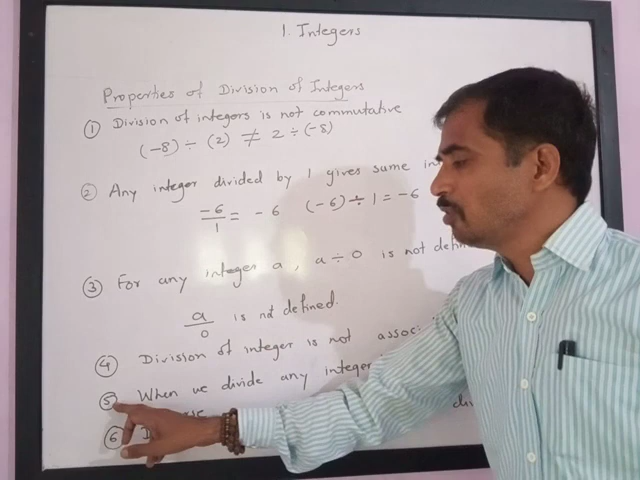 1. Integers
Properties of Division of Integers
① Division of integers is not commutative
(-8) ÷ (2) ≠ 2 ÷ (-8)
② Any integer divided by 1 gives same
-6/1 = -6 (-6) ÷ 1 = -6
③ For any integer a, a ÷ 0 is not
a/0 is not defined.
④ Division of integer is not
⑤ When we divide any integer
⑥